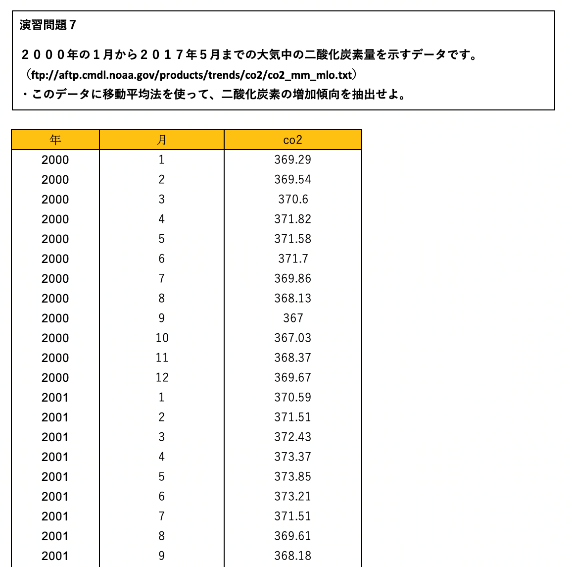 演習問題７
２０００年の１月から２０１７年５月までの大気中の二酸化炭素量を示すデータです。
（ftp://aftp.cmdl.noaa.gov/products/trends/co2/co2_mm_mlo.txt）
・このデータに移動平均法を使って、二酸化炭素の増加傾向を抽出せよ。
年 月 co2
2000 1 369.29
2000 2 369.54
2000 3 370.6
2000 4 371.82
2000 5 371.58
2000 6 371.7
2000 7 369.86
2000 8 368.13
2000 9 367
2000 10 367.03
2000 11 368.37
2000 12 369.67
2001 1 370.59
2001 2 371.51
2001 3 372.43
2001 4 373.37
2001 5 373.85
2001 6 373.21
2001 7 371.51
2001 8 369.61
2001 9 368.18